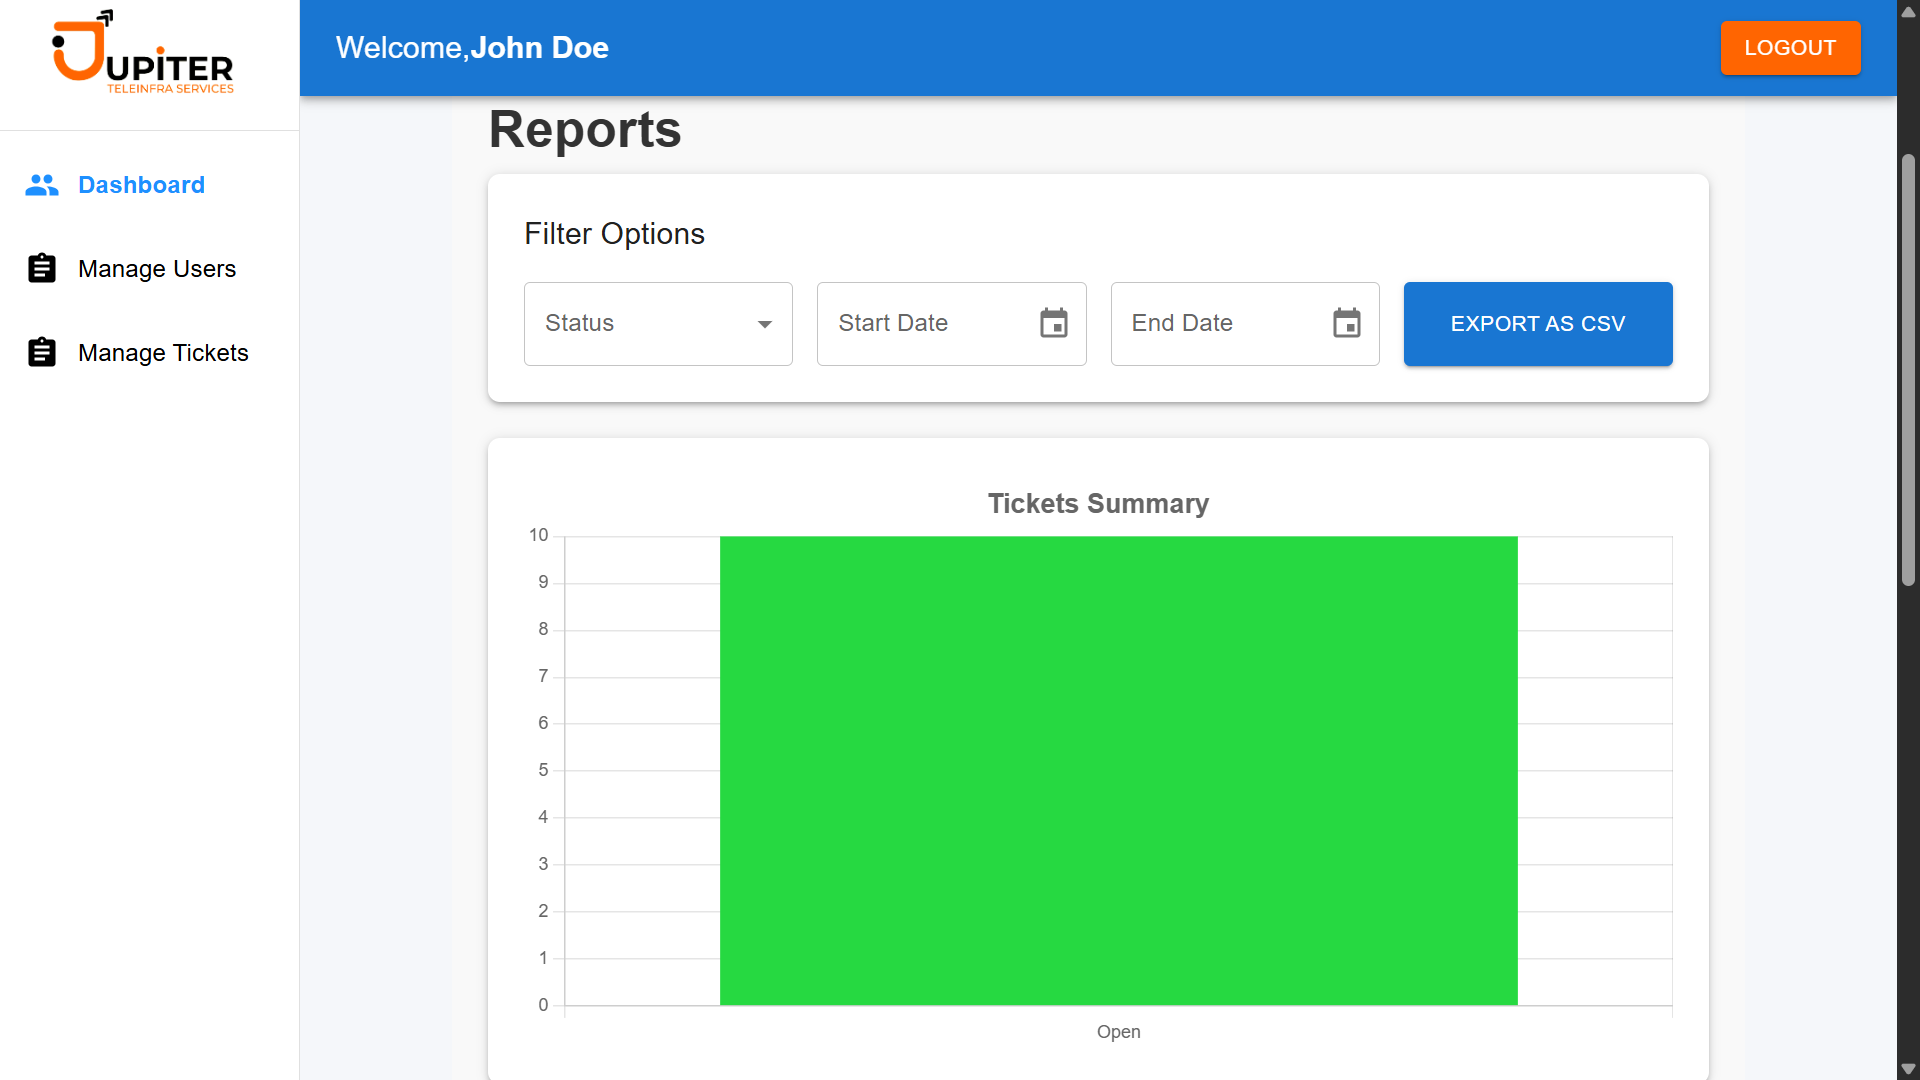 JUPITER
TELEINFRA SERVICES
Welcome,John Doe
LOGOUT
Dashboard
Manage Users
Manage Tickets
Reports
Filter Options
Status
Start Date
End Date
EXPORT AS CSV
Tickets Summary
10
9
8
7
6
5
4
3
2
1
0
Open